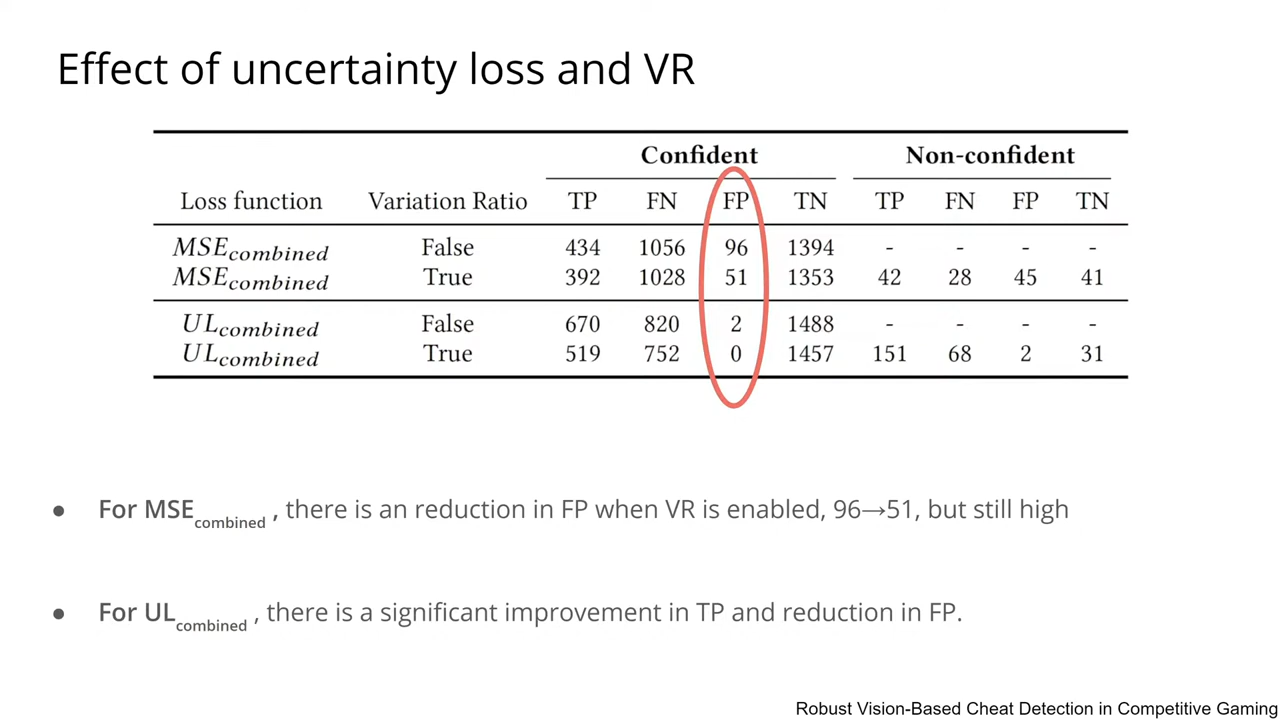 Effect of uncertainty loss and VR
Confident Non-confident
Loss function Variation Ratio TP FN FP TN TP FN FP TN
MSEcombined False 434 1056 96 1394 - - - -
MSEcombined True 392 1028 51 1353 42 28 45 41
ULcombined False 670 820 2 1488 - - - -
ULcombined True 519 752 0 1457 151 68 2 31
● For MSEcombined , there is an reduction in FP when VR is enabled, 96→51, but still high
● For ULcombined , there is a significant improvement in TP and reduction in FP.
Robust Vision-Based Cheat Detection in Competitive Gaming